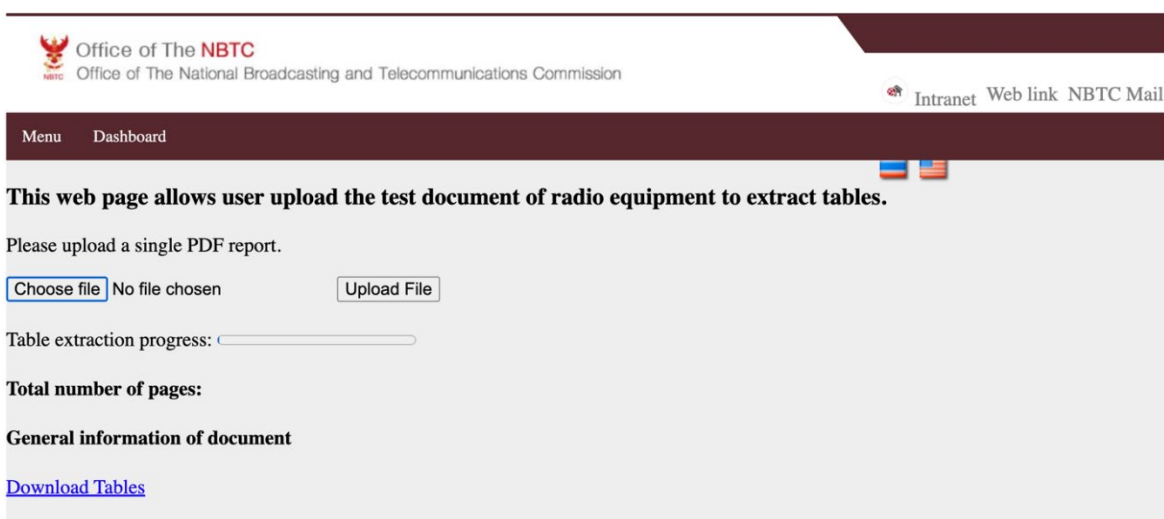 Office of The NBTC
NBTC Office of The National Broadcasting and Telecommunications Commission
Intranet Web link NBTC Mail
Menu Dashboard
This web page allows user upload the test document of radio equipment to extract tables.
Please upload a single PDF report.
Choose file No file chosen Upload File
Table extraction progress:
Total number of pages:
General information of document
Download Tables